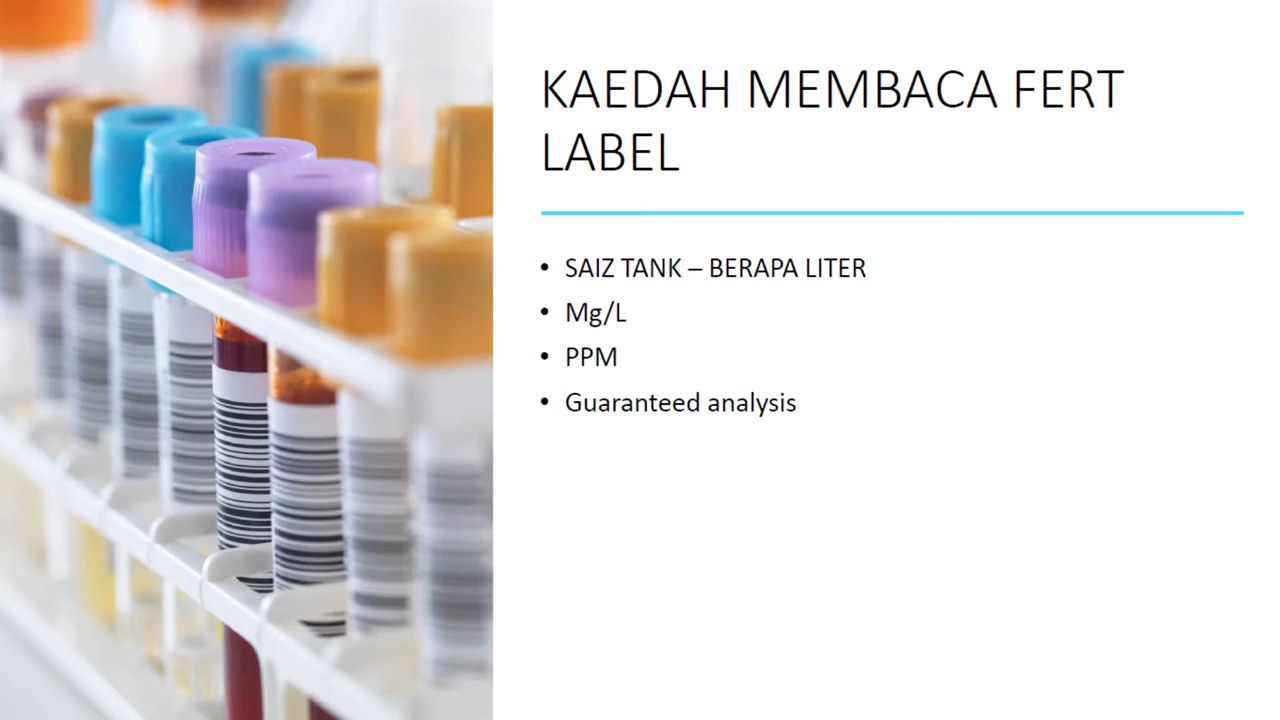 KAEDAH MEMBACA FERT
LABEL
• SAIZ TANK – BERAPA LITER
• Mg/L
• PPM
• Guaranteed analysis